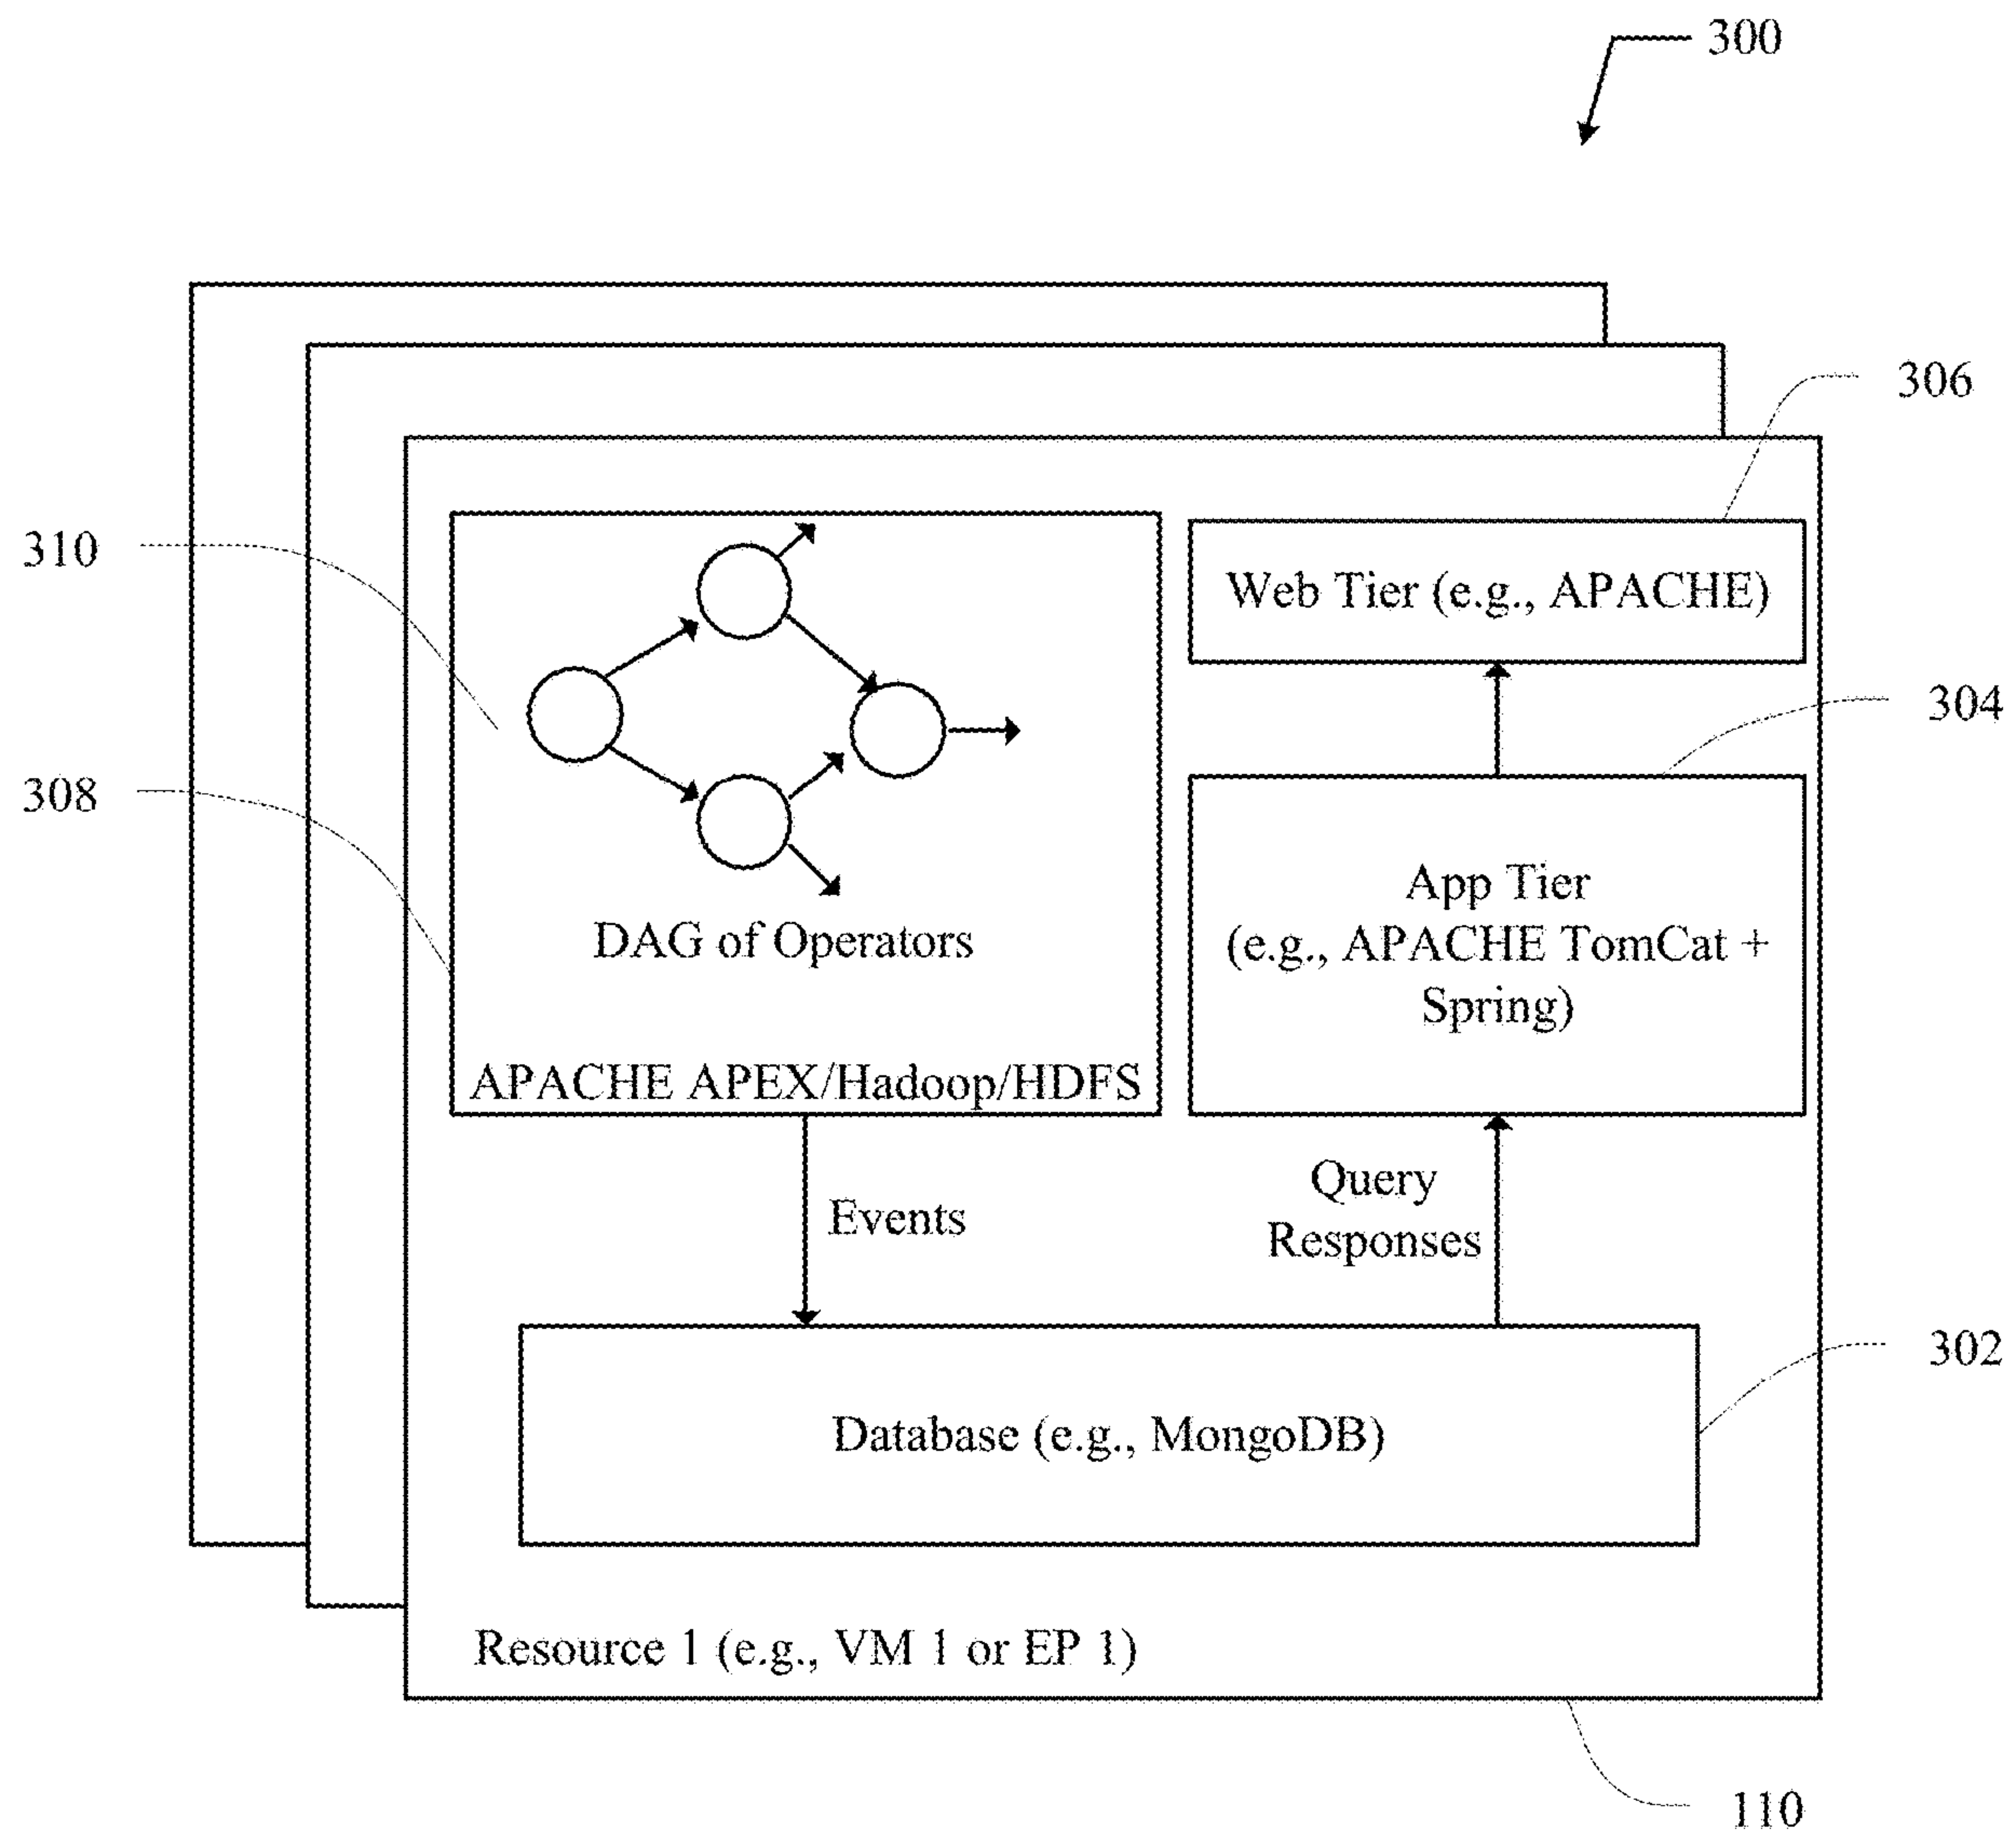 300
306
310
Web Tier (e.g., APACHE)
304
308
App Tier
(e.g., APACHE TomCat +
Spring)
DAG of Operators
APACHE APEX/Hadoop/HDFS
Events
Query
Responses
302
Database (e.g., MongoDB)
Resource 1 (e.g., VM 1 or EP 1)
110